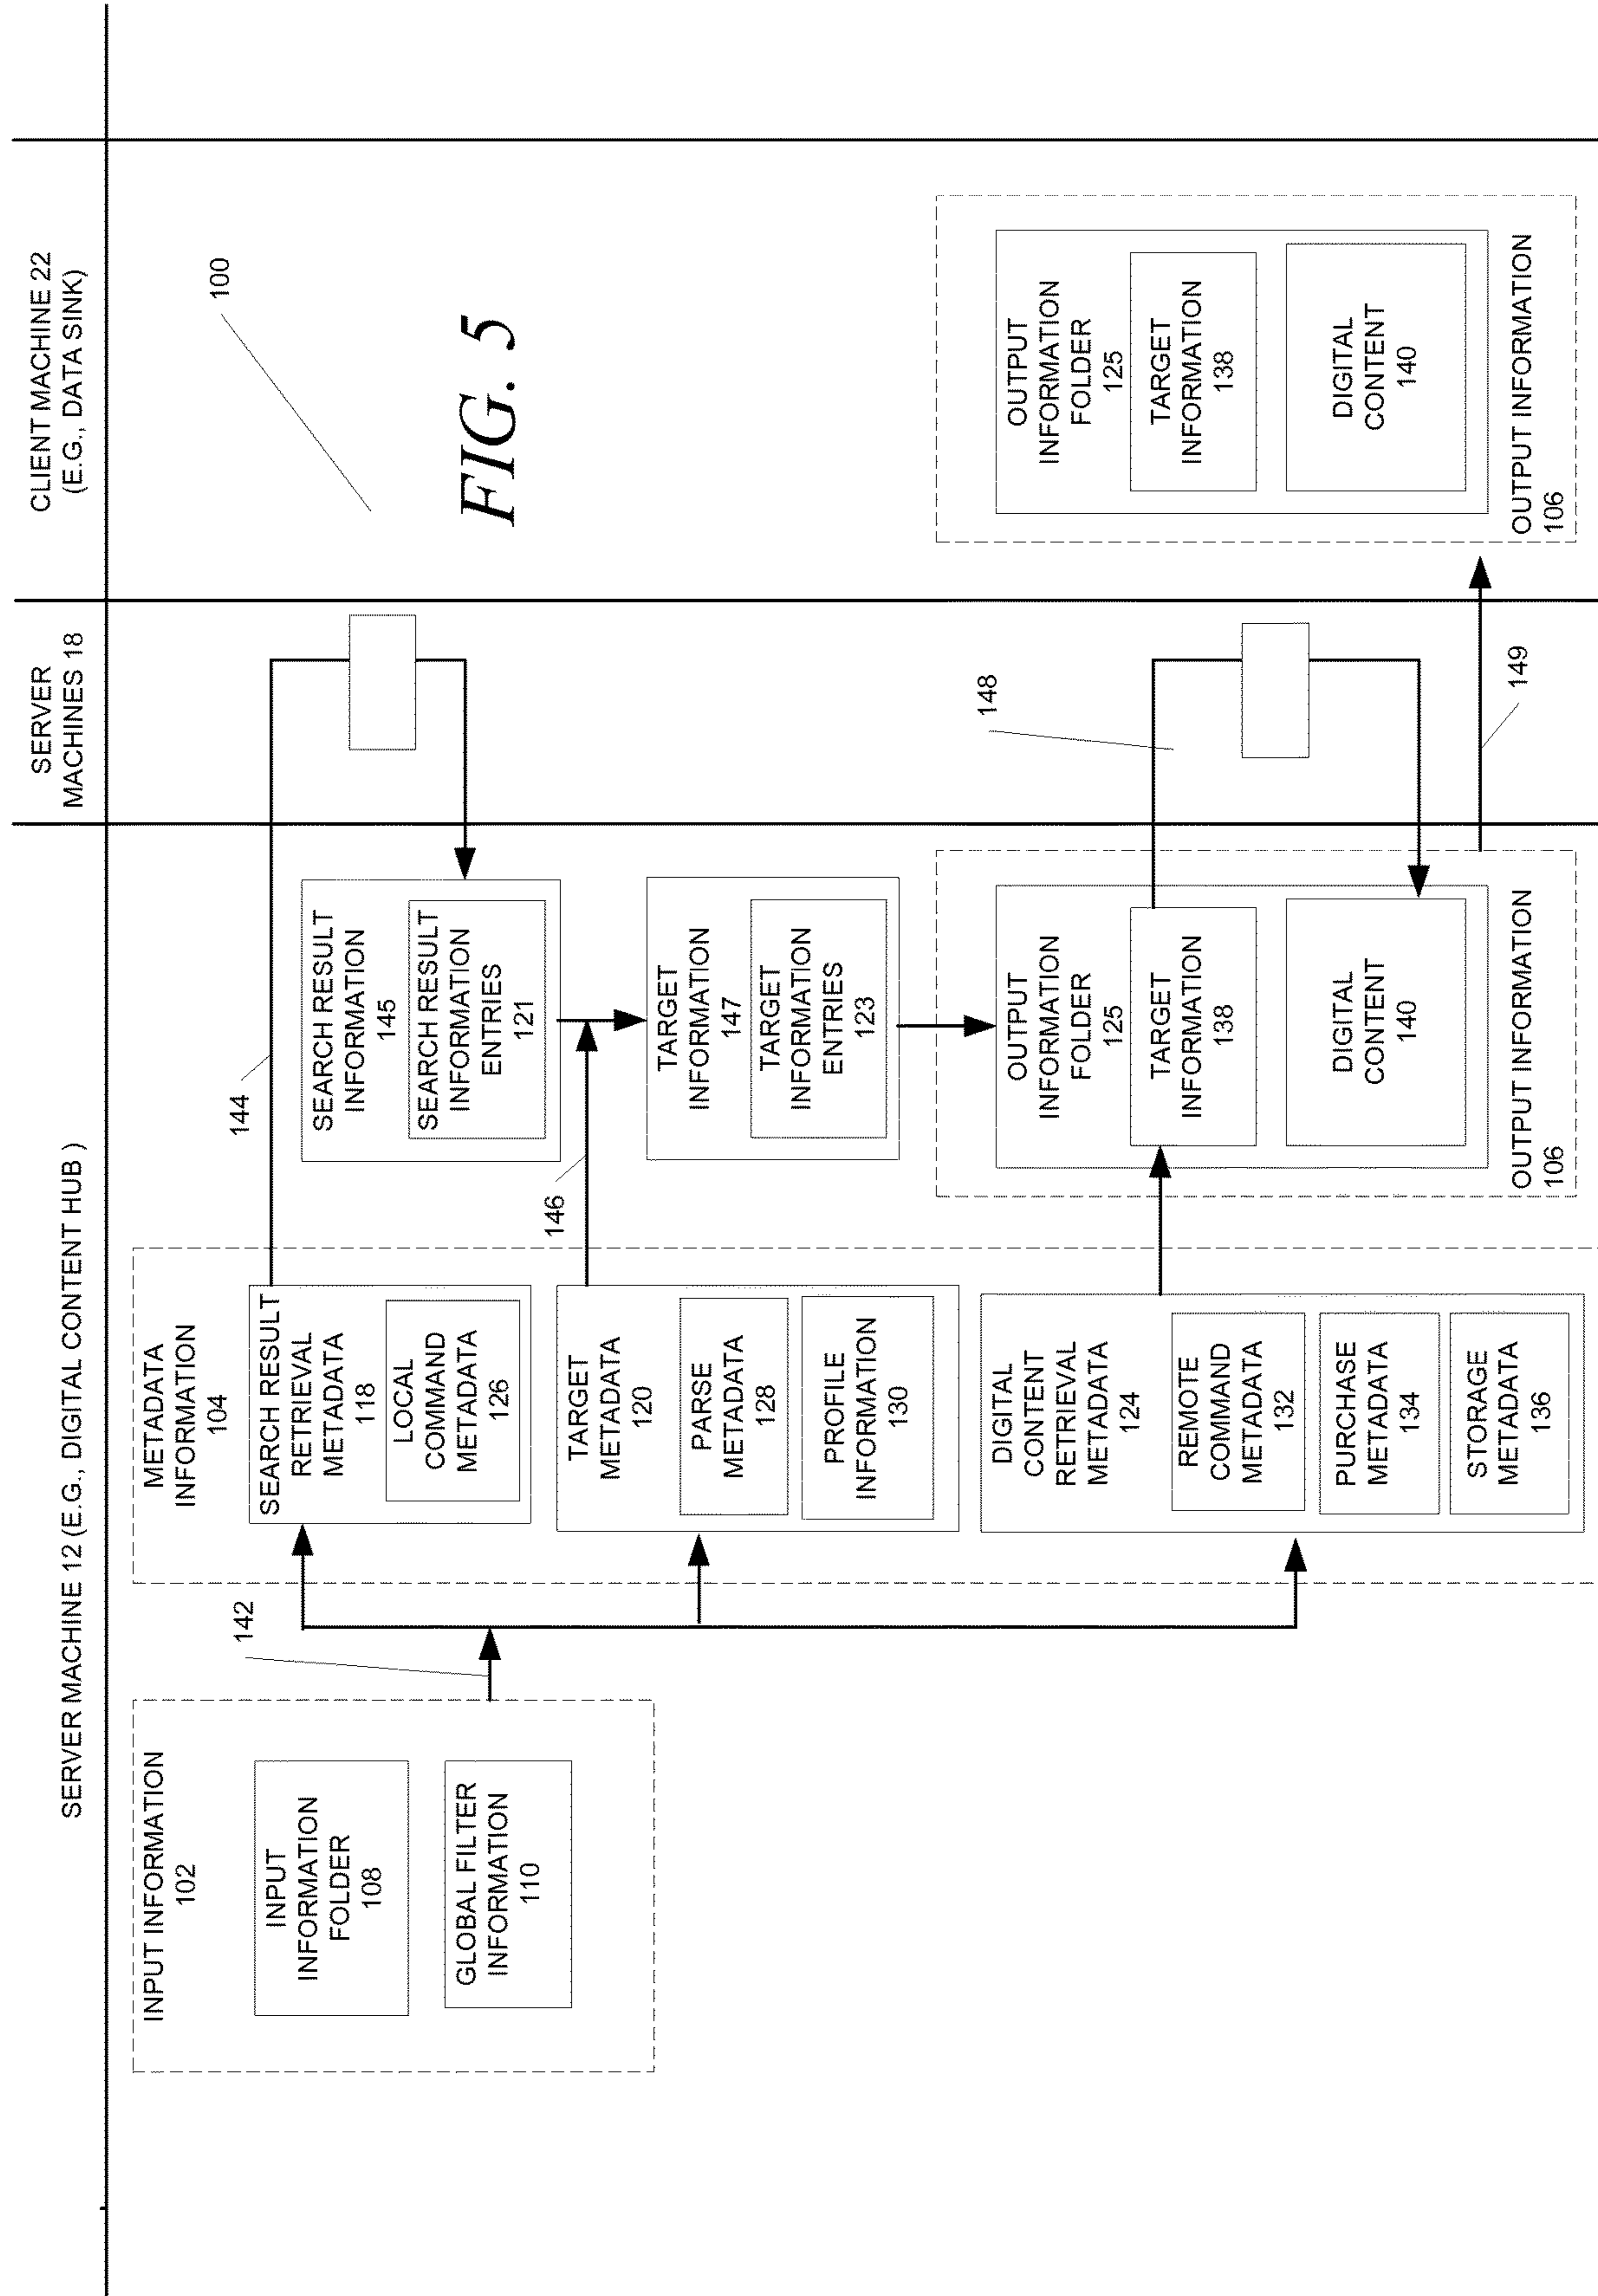 SERVER MACHINE 12 (E.G., DIGITAL CONTENT HUB )
SERVER
MACHINES 18
CLIENT MACHINE 22
(E.G., DATA SINK)
INPUT INFORMATION
102
INPUT
INFORMATION
FOLDER
108
GLOBAL FILTER
INFORMATION
110
142
METADATA
INFORMATION
104
SEARCH RESULT
RETRIEVAL
METADATA
118
LOCAL
COMMAND
METADATA
126
TARGET
METADATA
120
PARSE
METADATA
128
PROFILE
INFORMATION
130
DIGITAL
CONTENT
RETRIEVAL
METADATA
124
REMOTE
COMMAND
METADATA
132
PURCHASE
METADATA
134
STORAGE
METADATA
136
144
146
SEARCH RESULT
INFORMATION
145
SEARCH RESULT
INFORMATION
ENTRIES
121
TARGET
INFORMATION
147
TARGET
INFORMATION
ENTRIES
123
OUTPUT
INFORMATION
FOLDER
125
TARGET
INFORMATION
138
DIGITAL
CONTENT
140
OUTPUT INFORMATION
106
148
149
100
FIG. 5
OUTPUT
INFORMATION
FOLDER
125
TARGET
INFORMATION
138
DIGITAL
CONTENT
140
OUTPUT INFORMATION
106